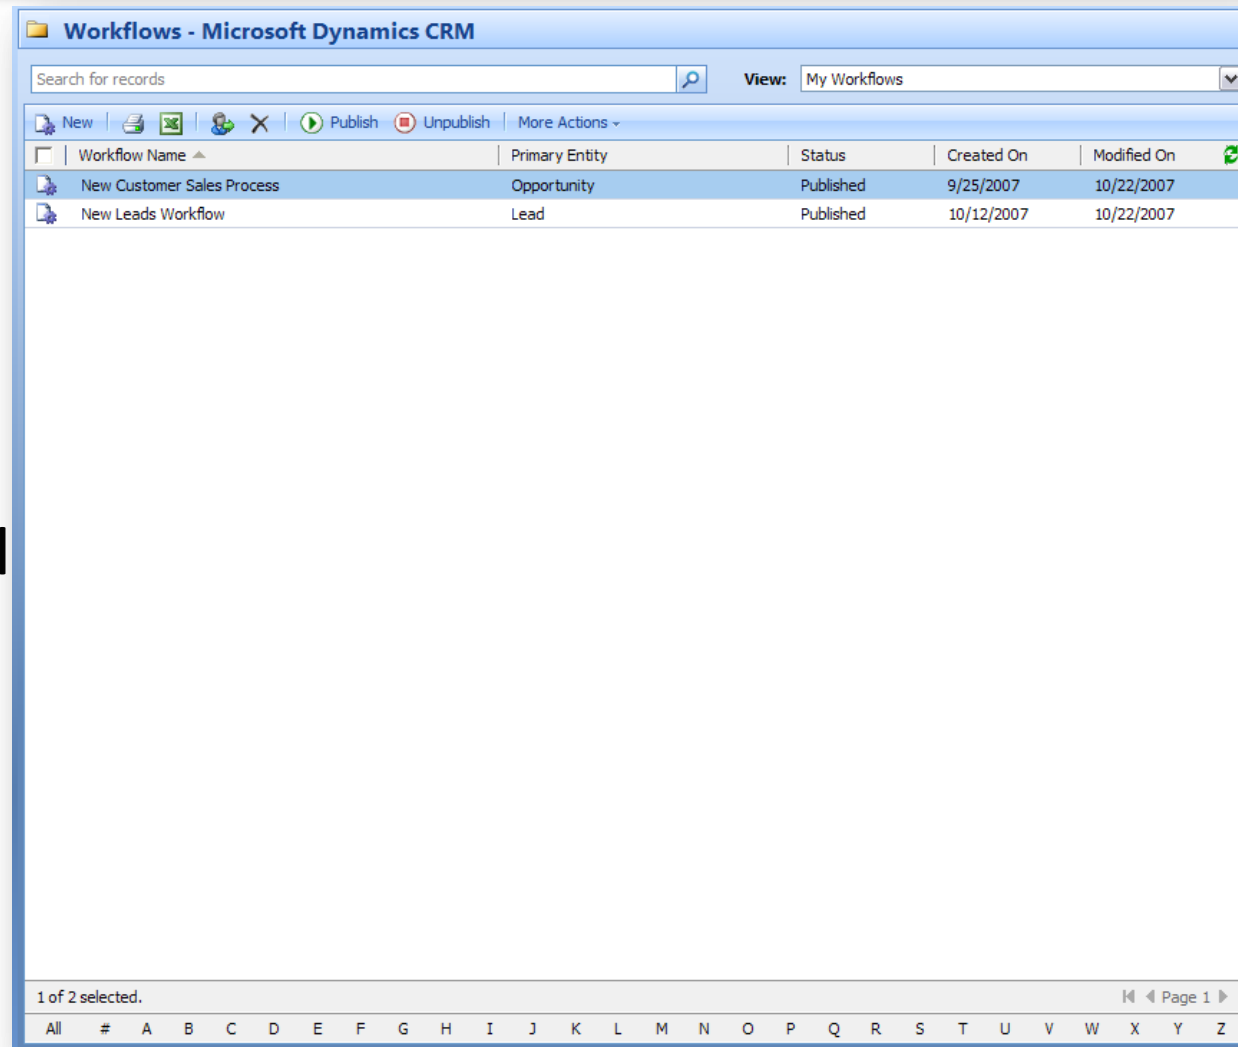 Workflows - Microsoft Dynamics CRM
Search for records View: My Workflows
New Publish Unpublish More Actions
Workflow Name Primary Entity Status Created On Modified On
New Customer Sales Process Opportunity Published 9/25/2007 10/22/2007
New Leads Workflow Lead Published 10/12/2007 10/22/2007
1 of 2 selected. Page 1
All # A B C D E F G H I J K L M N O P Q R S T U V W X Y Z